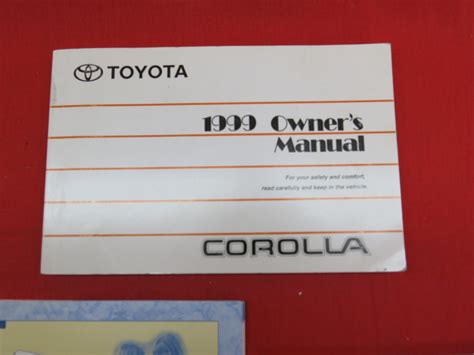 TOYOTA
1999 Owner's
Manual
For your safety and comfort,
read carefully and keep in the vehicle.
COROLLA